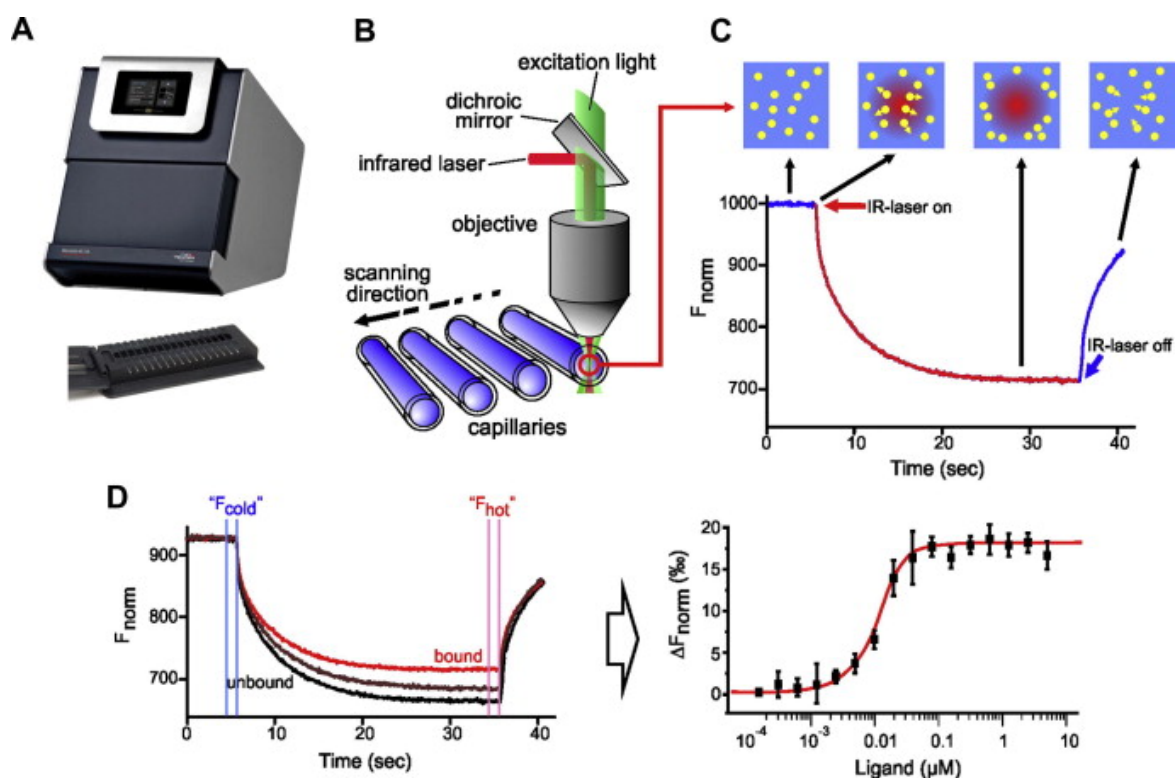 A
B
excitation light
dichroic
mirror
infrared laser
objective
scanning
direction
capillaries
C
1000
900
800
700
F norm
IR-laser on
IR-laser off
0
10
20
30
40
Time (sec)
D
"F cold"
"F hot"
900
800
700
F norm
bound
unbound
0
10
20
30
40
Time (sec)
20
15
10
5
0
ΔF norm (‰)
10⁻⁴
10⁻³
0.01
0.1
1
10
Ligand (µM)